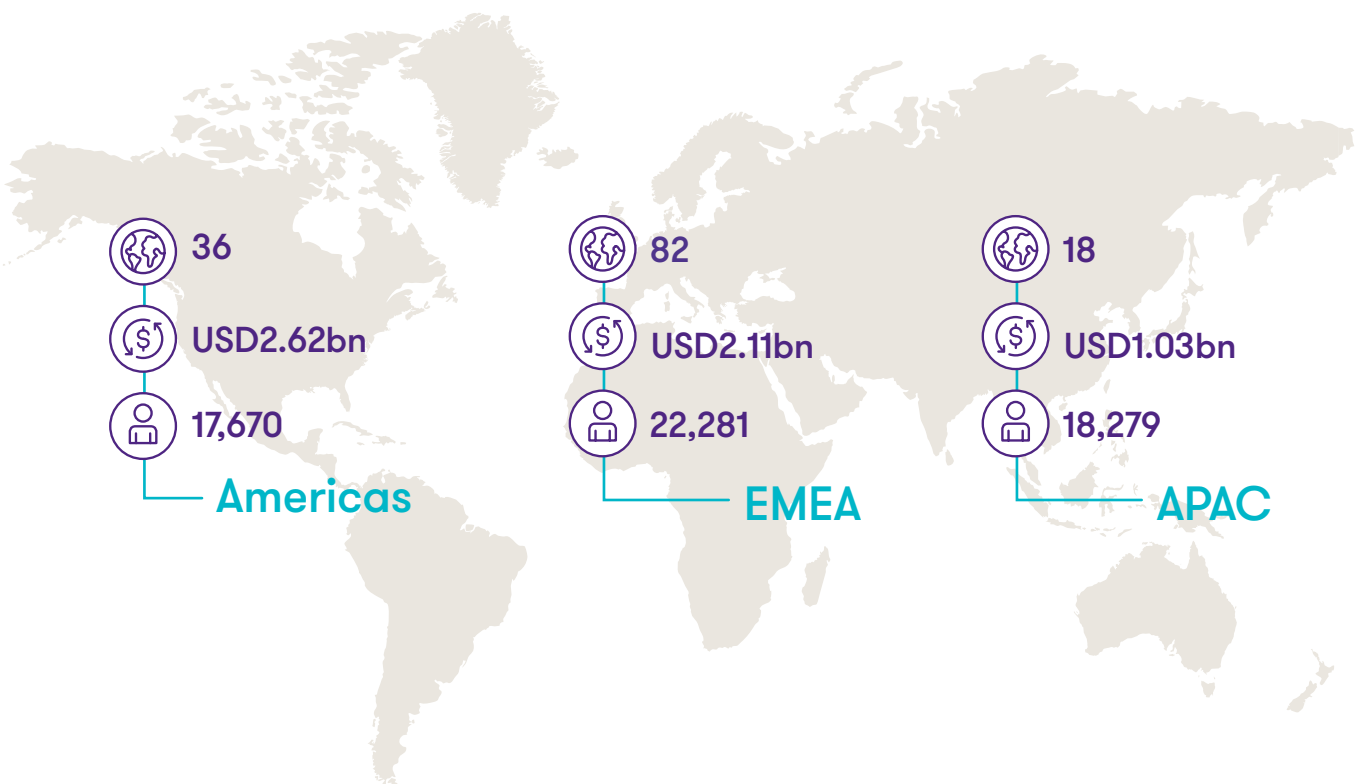 36
USD2.62bn
17,670
Americas
82
USD2.11bn
22,281
EMEA
18
USD1.03bn
18,279
APAC